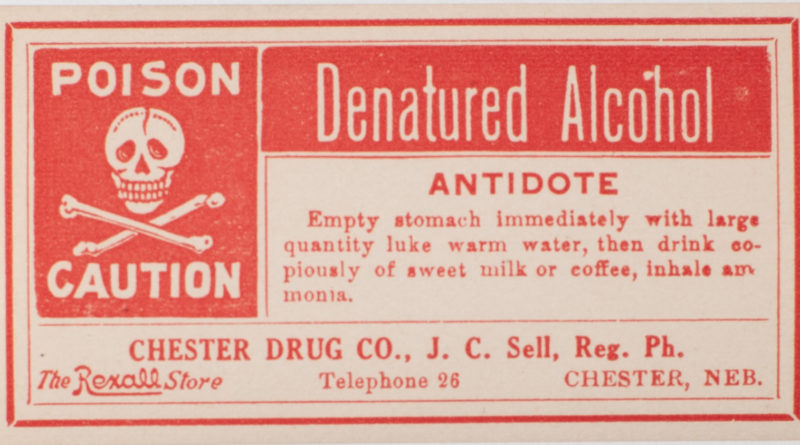 POISON
CAUTION
Denatured Alcohol
ANTIDOTE
Empty stomach immediately with large
quantity luke warm water, then drink co-
piously of sweet milk or coffee, inhale am
monia.
CHESTER DRUG CO., J. C. Sell, Reg. Ph.
The Rexall Store Telephone 26 CHESTER, NEB.